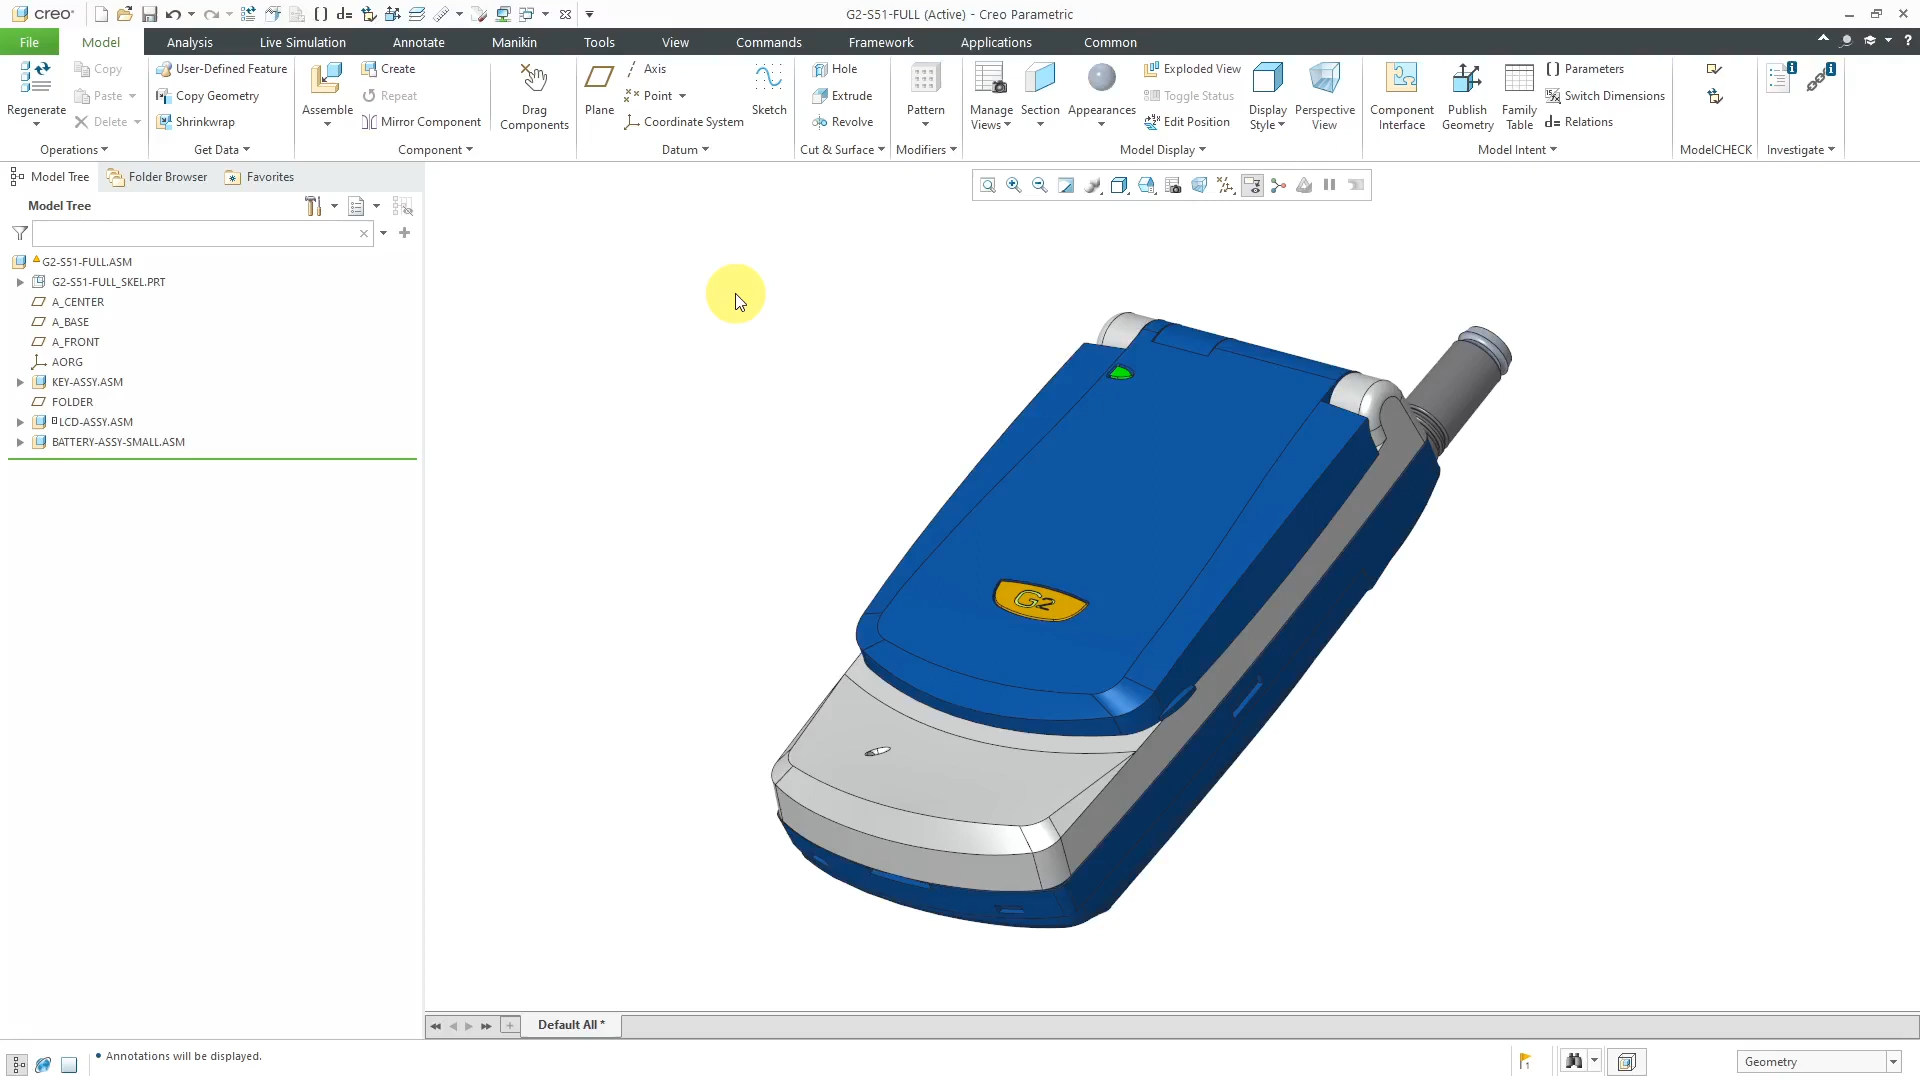 creo
G2-S51-FULL (Active) - Creo Parametric
File
Model
Analysis
Live Simulation
Annotate
Manikin
Tools
View
Commands
Framework
Applications
Common
Regenerate
Copy
Paste
Delete
Operations
User-Defined Feature
Copy Geometry
Shrinkwrap
Get Data
Assemble
Create
Repeat
Mirror Component
Component
Drag
Components
Plane
Axis
Point
Coordinate System
Sketch
Datum
Hole
Extrude
Revolve
Cut & Surface
Pattern
Modifiers
Manage
Views
Section
Appearances
Exploded View
Toggle Status
Edit Position
Display
Style
Perspective
View
Model Display
Component
Interface
Publish
Geometry
Family
Table
Parameters
Switch Dimensions
Relations
Model Intent
ModelCHECK
Investigate
Model Tree
Folder Browser
Favorites
Model Tree
G2-S51-FULL.ASM
G2-S51-FULL_SKEL.PRT
A_CENTER
A_BASE
A_FRONT
AORG
KEY-ASSY.ASM
FOLDER
LCD-ASSY.ASM
BATTERY-ASSY-SMALL.ASM
G2
Default All *
Annotations will be displayed.
Geometry